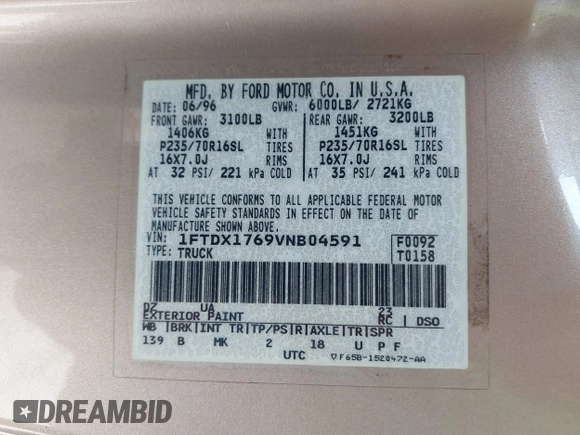 MFD. BY FORD MOTOR CO. IN U.S.A.
DATE: 06/96 GVWR: 6000LB/ 2721KG
FRONT GAWR: 3100LB REAR GAWR: 3200LB
1406KG WITH 1451KG WITH
P235/70R16SL TIRES P235/70R16SL TIRES
16X7.0J RIMS 16X7.0J RIMS
AT 32 PSI/ 221 kPa COLD AT 35 PSI/ 241 kPa COLD
THIS VEHICLE CONFORMS TO ALL APPLICABLE FEDERAL MOTOR
VEHICLE SAFETY STANDARDS IN EFFECT ON THE DATE OF
MANUFACTURE SHOWN ABOVE.
VIN: 1FTDX1769VNB04591 F0092
TYPE: TRUCK T0158
DZ UA 23
EXTERIOR PAINT RC DSO
WB BRK INT TR TP/PS R AXLE TR SPR
139 B MK 2 18 U P F
UTC F65B-1520472-AA
DREAMBID